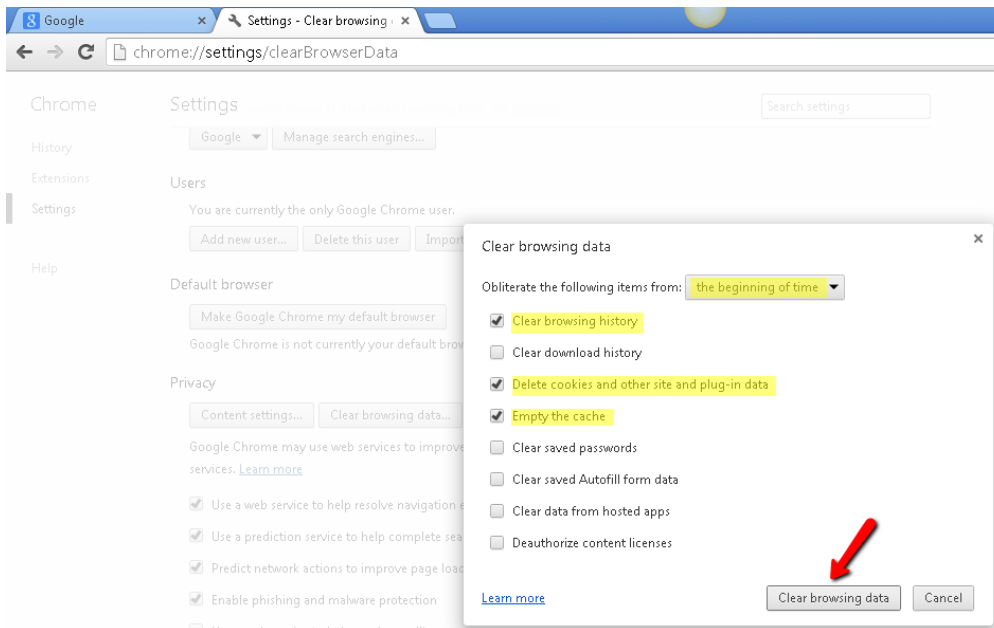 Google
Settings - Clear browsing
chrome://settings/clearBrowserData
Chrome
Settings
Search settings
Google
Manage search engines...
History
Extensions
Users
Settings
You are currently the only Google Chrome user.
Add new user...
Delete this user
Import
Help
Default browser
Make Google Chrome my default browser
Google Chrome is not currently your default brow
Privacy
Content settings...
Clear browsing data...
Google Chrome may use web services to improve
services. Learn more
Use a web service to help resolve navigation e
Use a prediction service to help complete sea
Predict network actions to improve page load
Enable phishing and malware protection
Clear browsing data
Obliterate the following items from: the beginning of time
Clear browsing history
Clear download history
Delete cookies and other site and plug-in data
Empty the cache
Clear saved passwords
Clear saved Autofill form data
Clear data from hosted apps
Deauthorize content licenses
Learn more
Clear browsing data
Cancel